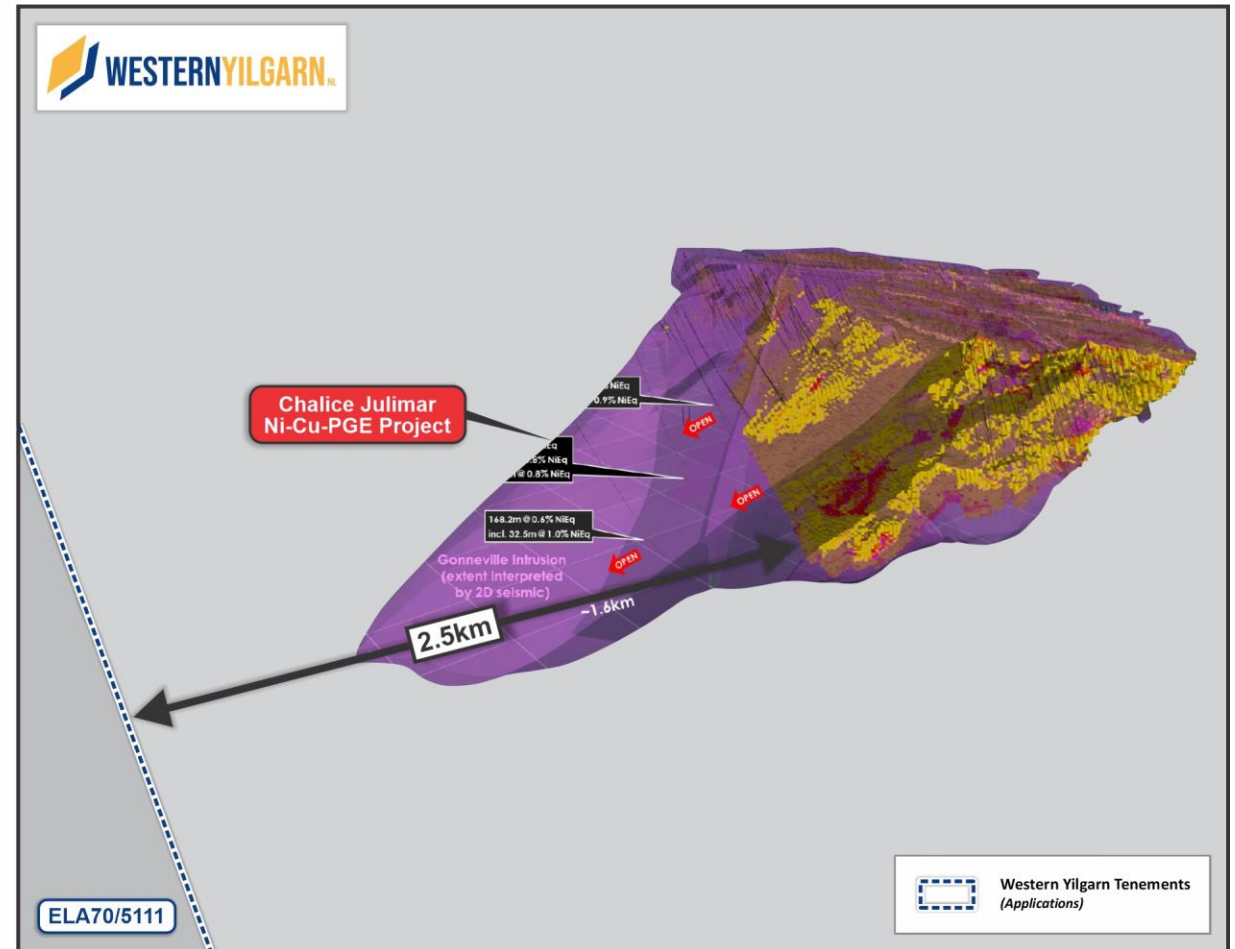 WESTERNYILGARN NL
Chalice Julimar
Ni-Cu-PGE Project
% NiEq
0.9% NiEq
OPEN
Eq
.8% NiEq
@ 0.8% NiEq
OPEN
168.2m @ 0.6% NiEq
incl. 32.5m @ 1.0% NiEq
OPEN
Gonneville Intrusion
(extent interpreted
by 2D seismic)
~1.6km
2.5km
ELA70/5111
Western Yilgarn Tenements
(Applications)